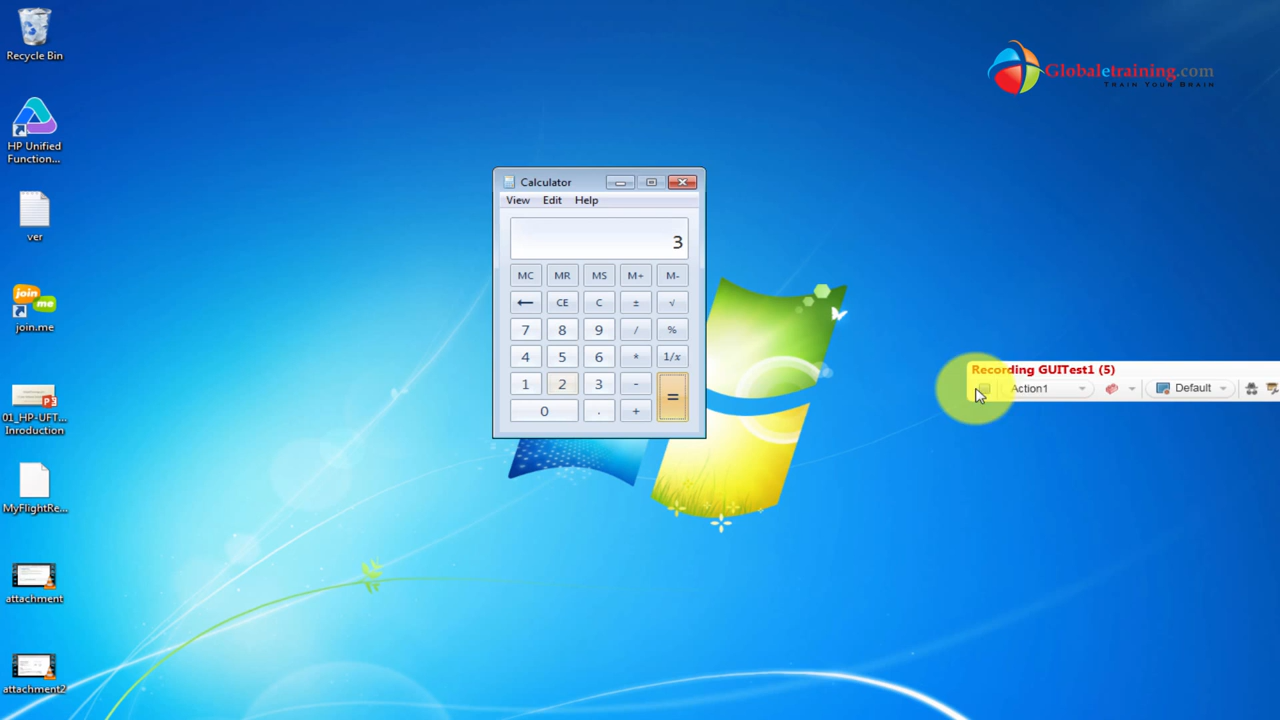 Recycle Bin
HP Unified
Function...
ver
join
me
join.me
01_HP-UFT...
Inroduction
MyFlightRe...
attachment
attachment2
Globaletraining.com
TRAIN YOUR BRAIN
Calculator
View Edit Help
3
MC MR MS M+ M-
← CE C ± √
7 8 9 / %
4 5 6 * 1/x
1 2 3 - =
0 . +
Recording GUITest1 (5)
Action1 Default